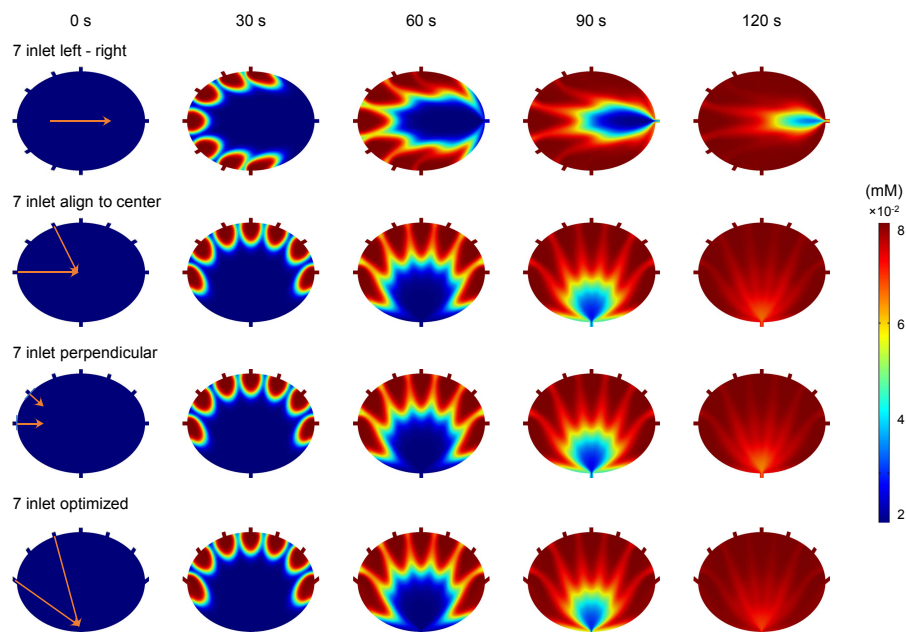 0 s 30 s 60 s 90 s 120 s
7 inlet left - right
7 inlet align to center
(mM)
×10⁻²
8
6
4
2
7 inlet perpendicular
7 inlet optimized